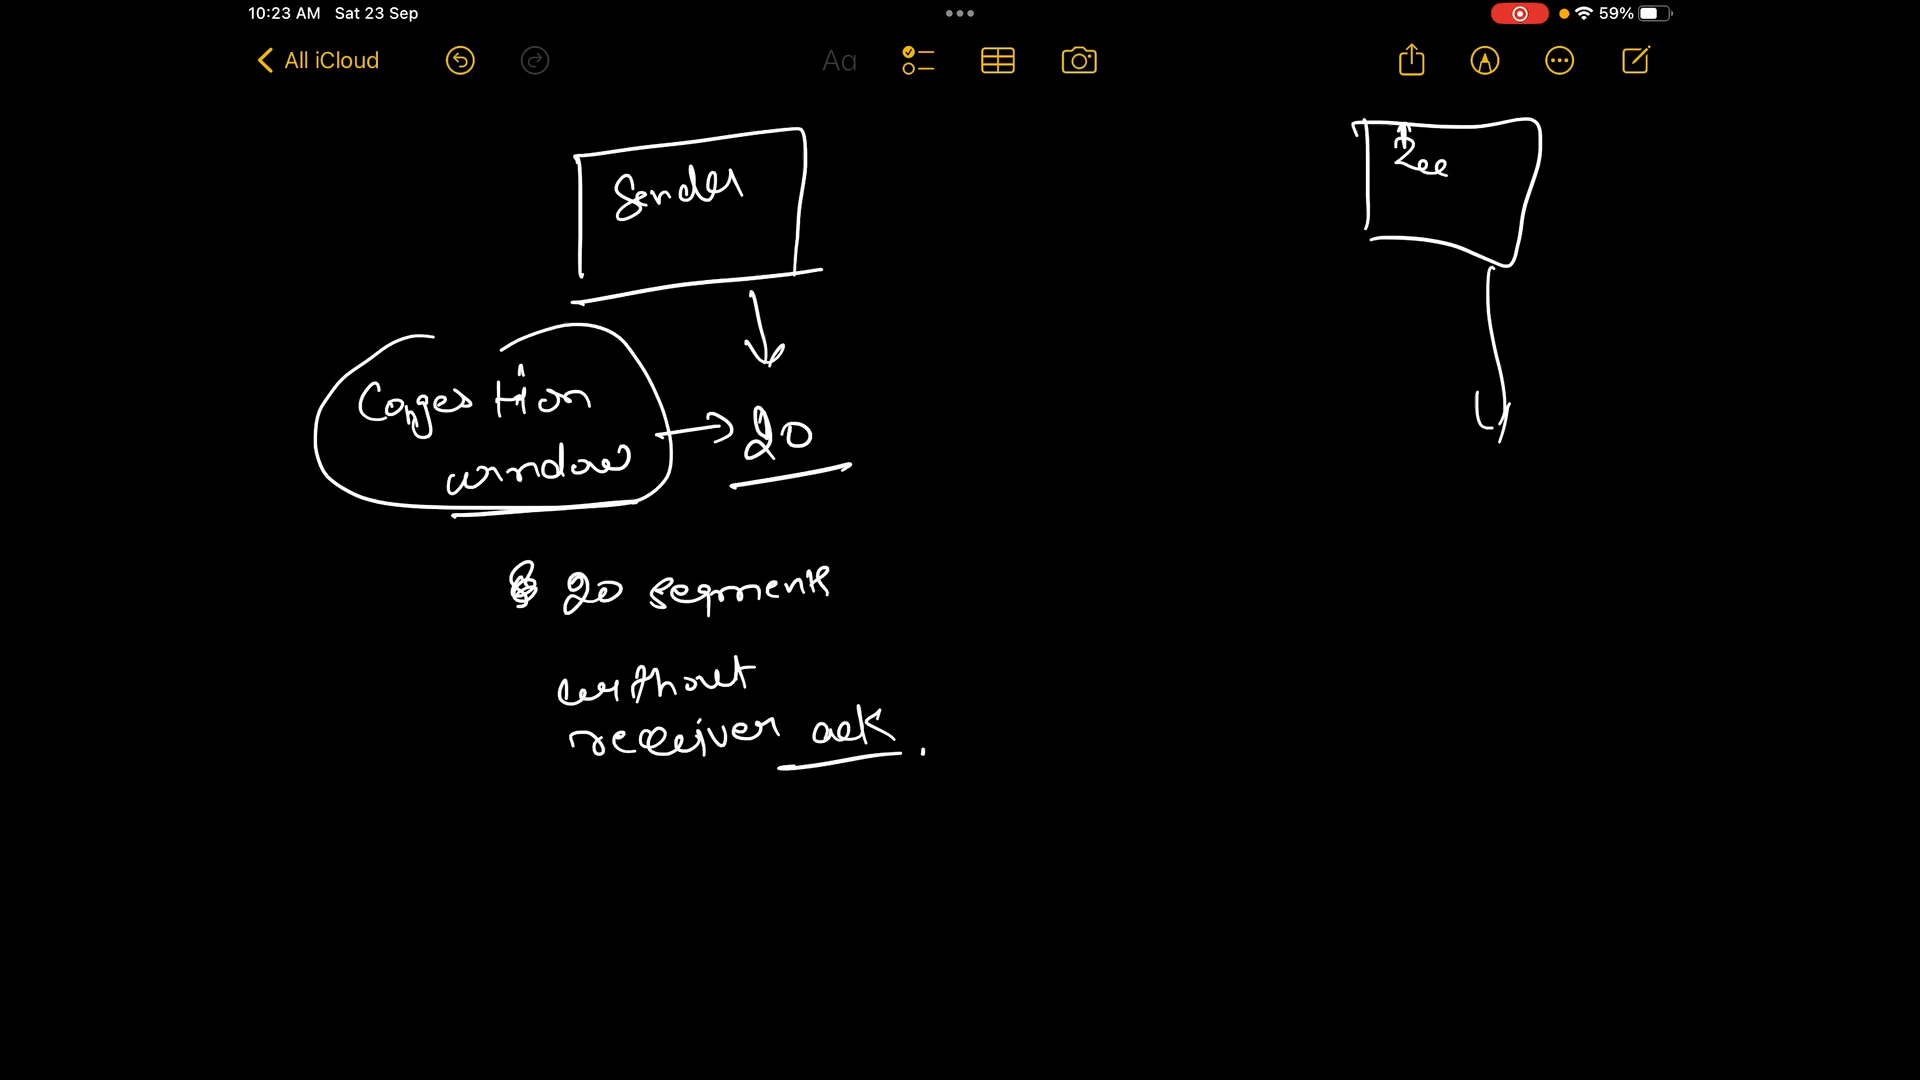 10:23 AM Sat 23 Sep
59%
All iCloud
Aa
Sender
Rec
Congestion
window
20
20 segments
without
receiver ack.